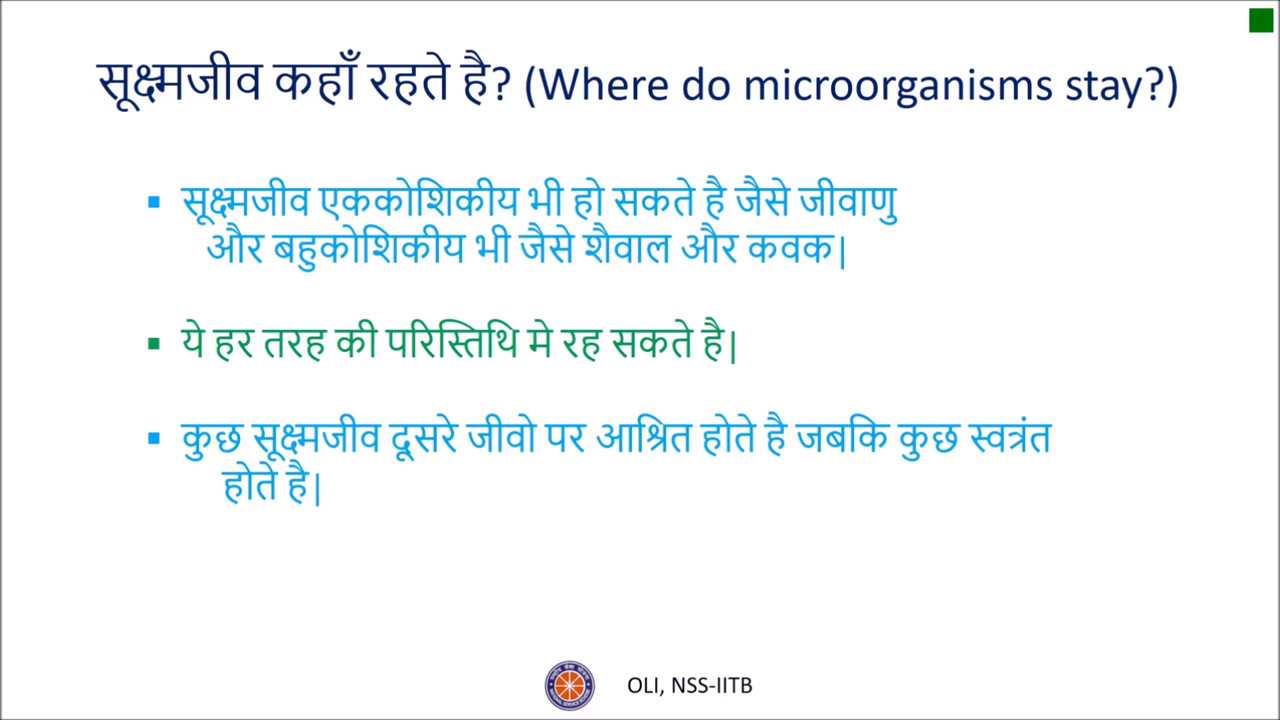 सूक्ष्मजीव कहाँ रहते है? (Where do microorganisms stay?)
▪ सूक्ष्मजीव एककोशिकीय भी हो सकते है जैसे जीवाणु
और बहुकोशिकीय भी जैसे शैवाल और कवक|
▪ ये हर तरह की परिस्तिथि मे रह सकते है|
▪ कुछ सूक्ष्मजीव दूसरे जीवो पर आश्रित होते है जबकि कुछ स्वत्रंत
होते है|
OLI, NSS-IITB